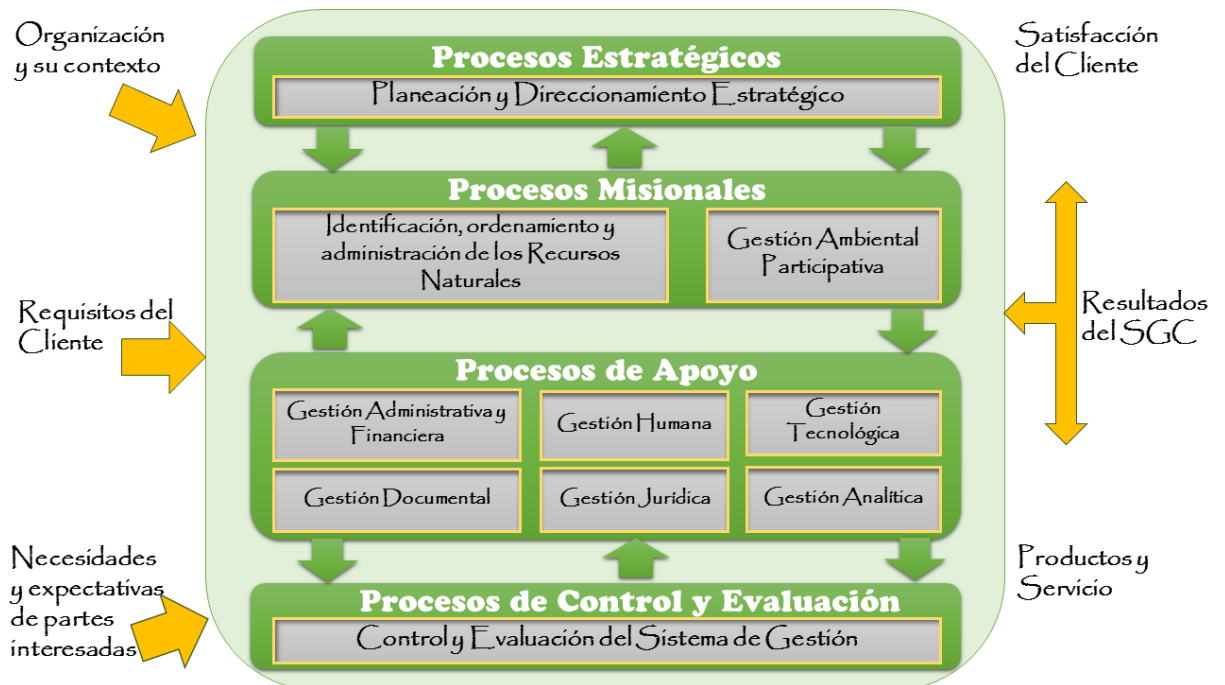 Organización
y su contexto
Procesos Estratégicos
Planeación y Direccionamiento Estratégico
Satisfacción
del Cliente
Procesos Misionales
Identificación, ordenamiento y
administración de los Recursos
Naturales
Gestión Ambiental
Participativa
Requisitos del
Cliente
Resultados
del SGC
Procesos de Apoyo
Gestión Administrativa y
Financiera
Gestión Humana
Gestión
Tecnológica
Gestión Documental
Gestión Jurídica
Gestión Analítica
Necesidades
y expectativas
de partes
interesadas
Productos y
Servicio
Procesos de Control y Evaluación
Control y Evaluación del Sistema de Gestión